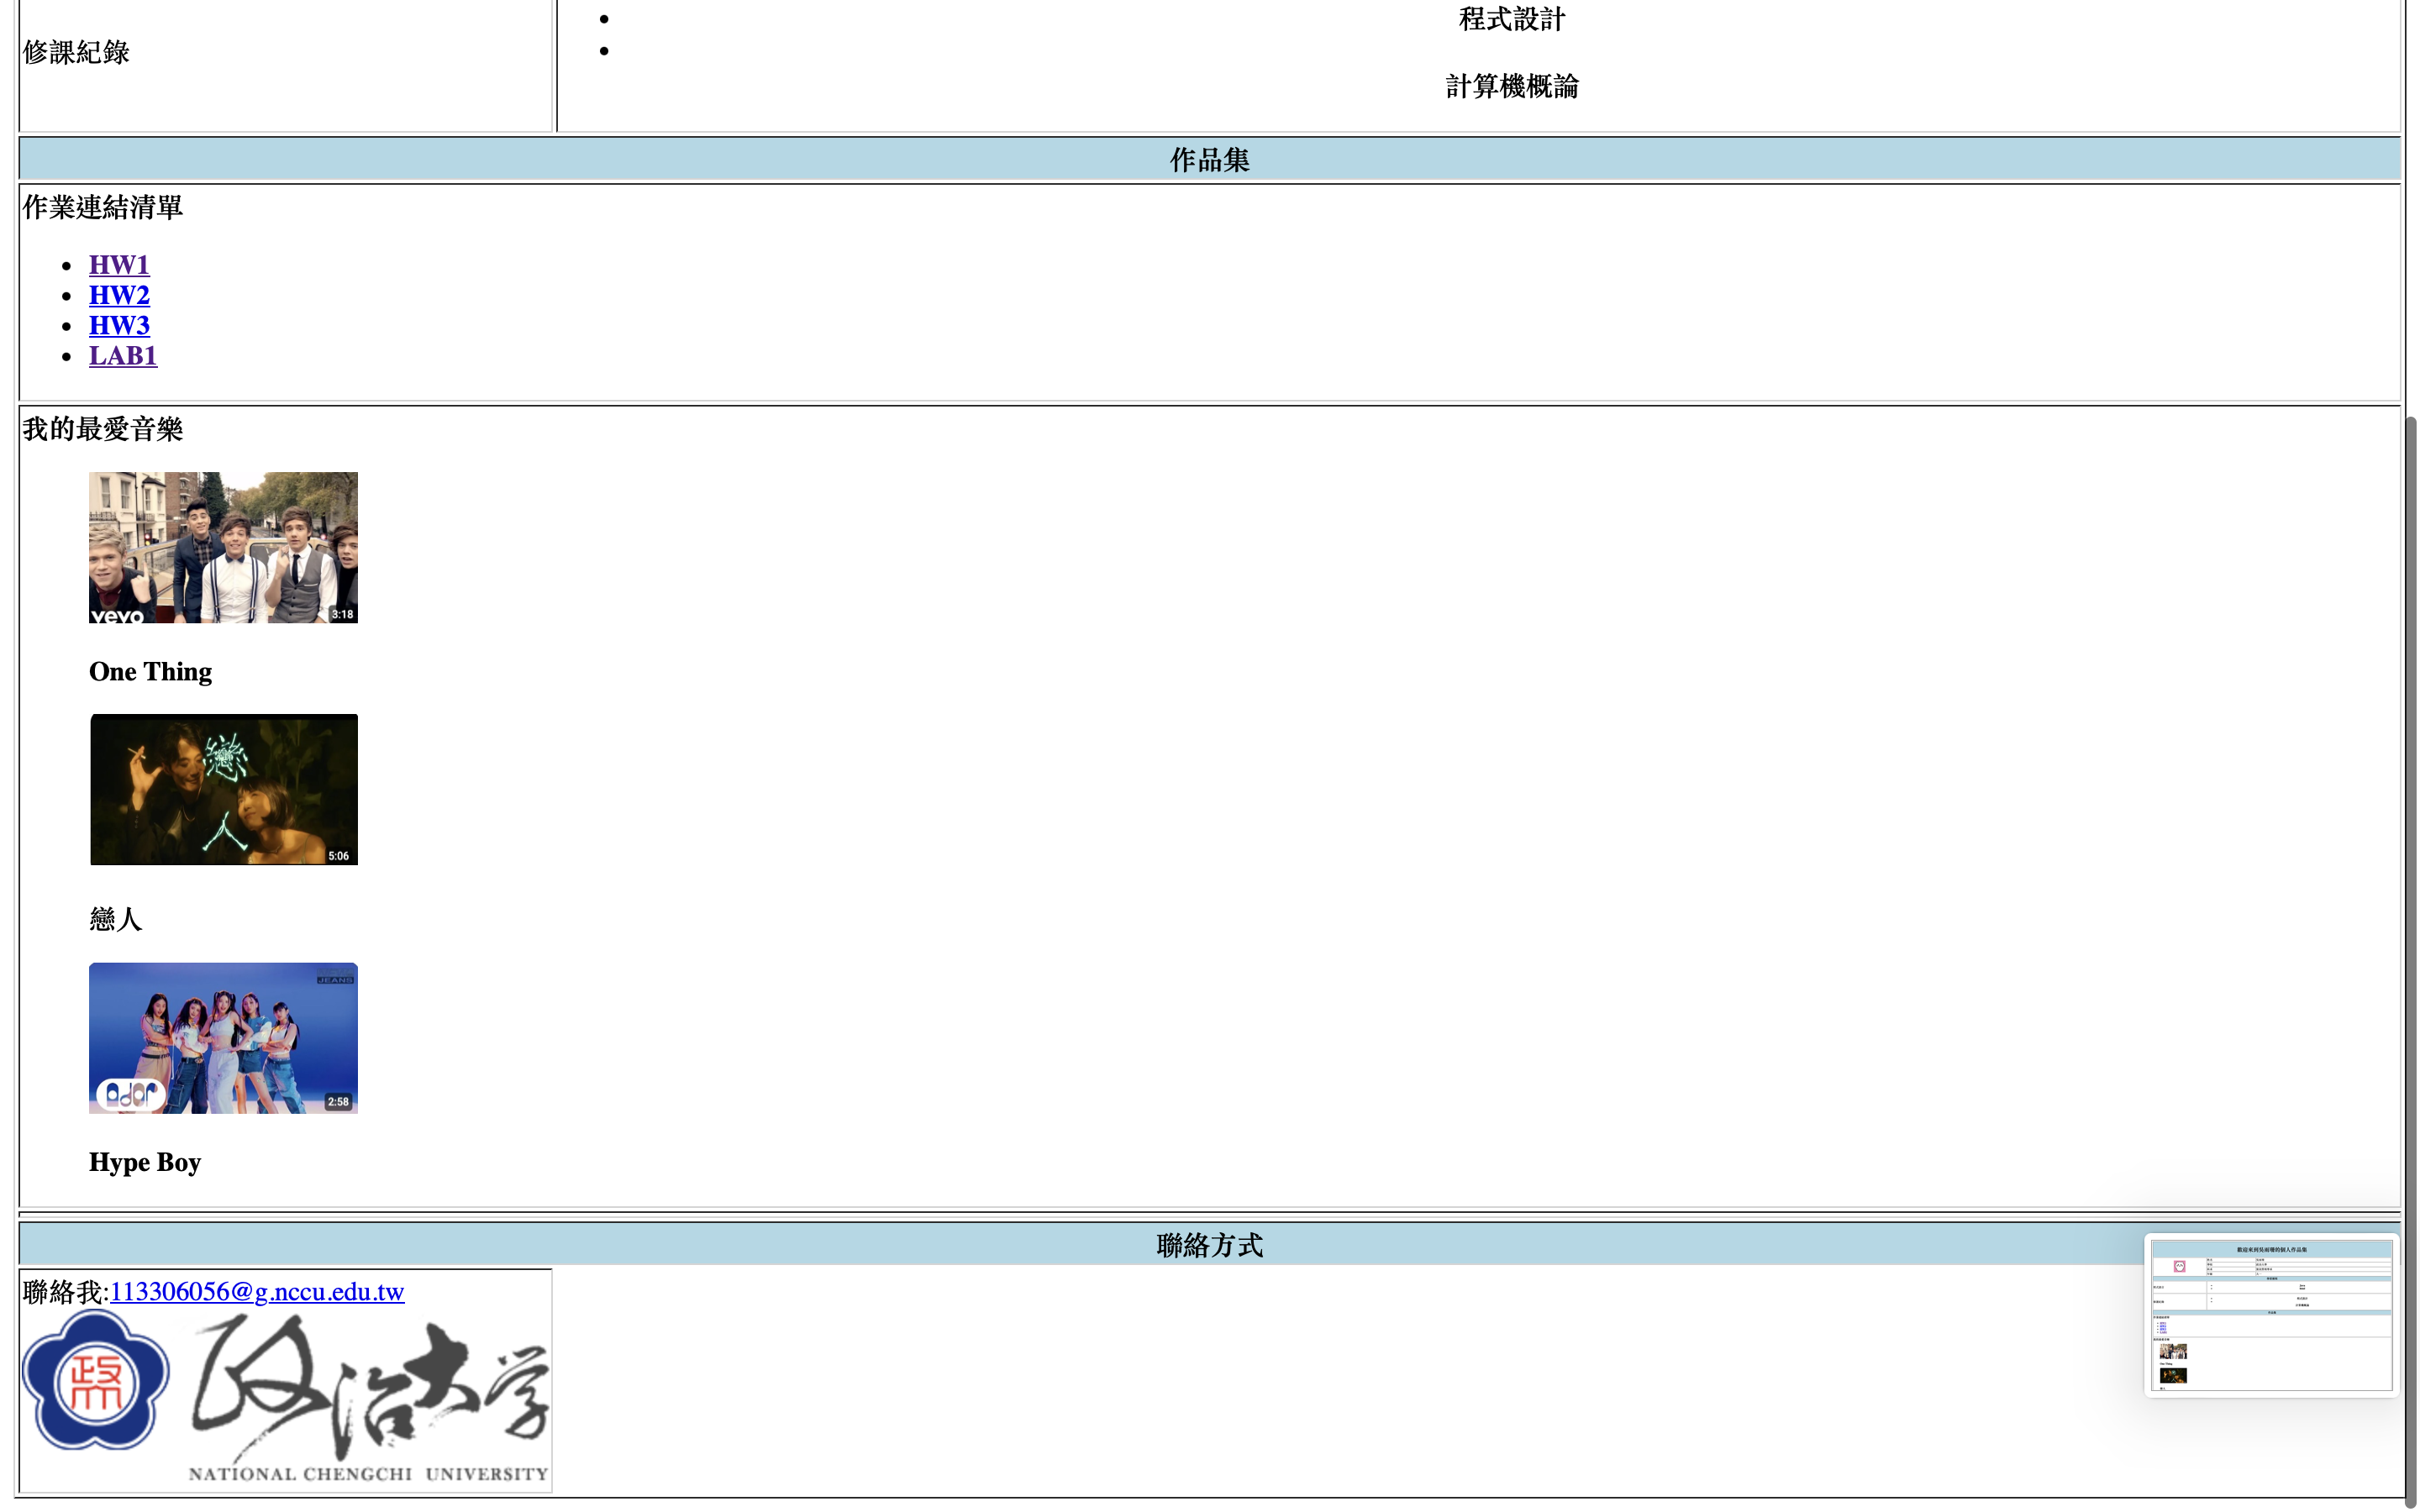 程式設計
修課紀錄
計算機概論
作品集
作業連結清單
HW1
HW2
HW3
LAB1
我的最愛音樂
vevo
3:18
One Thing
戀
人
5:06
戀人
JEANS
ador
2:58
Hype Boy
聯絡方式
聯絡我:113306056@g.nccu.edu.tw
政
政治大学
NATIONAL CHENGCHI UNIVERSITY